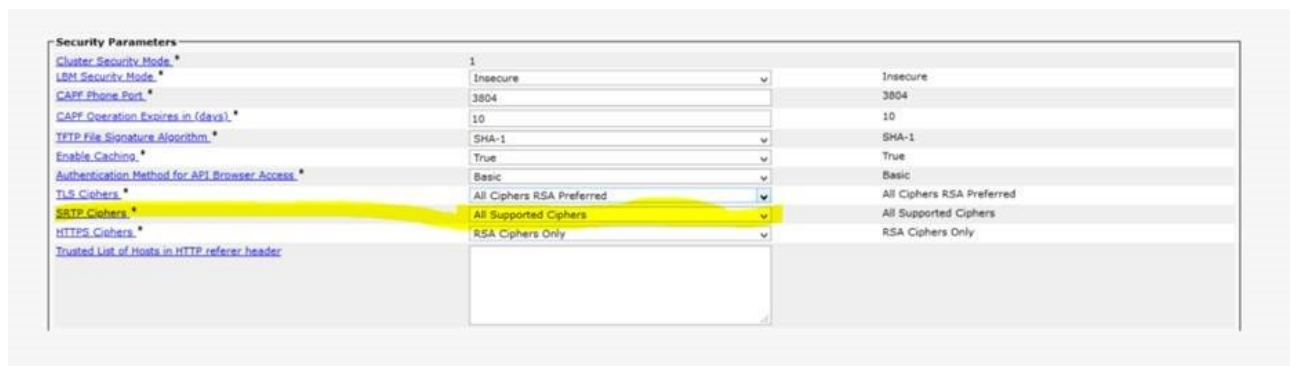 Security Parameters
Cluster Security Mode * 1
LBM Security Mode * Insecure Insecure
CAPF Phone Port * 3804 3804
CAPF Operation Expires in (days) * 10 10
TFTP File Signature Algorithm * SHA-1 SHA-1
Enable Caching * True True
Authentication Method for API Browser Access * Basic Basic
TLS Ciphers * All Ciphers RSA Preferred All Ciphers RSA Preferred
SRTP Ciphers * All Supported Ciphers All Supported Ciphers
HTTPS Ciphers * RSA Ciphers Only RSA Ciphers Only
Trusted List of Hosts in HTTP referer header